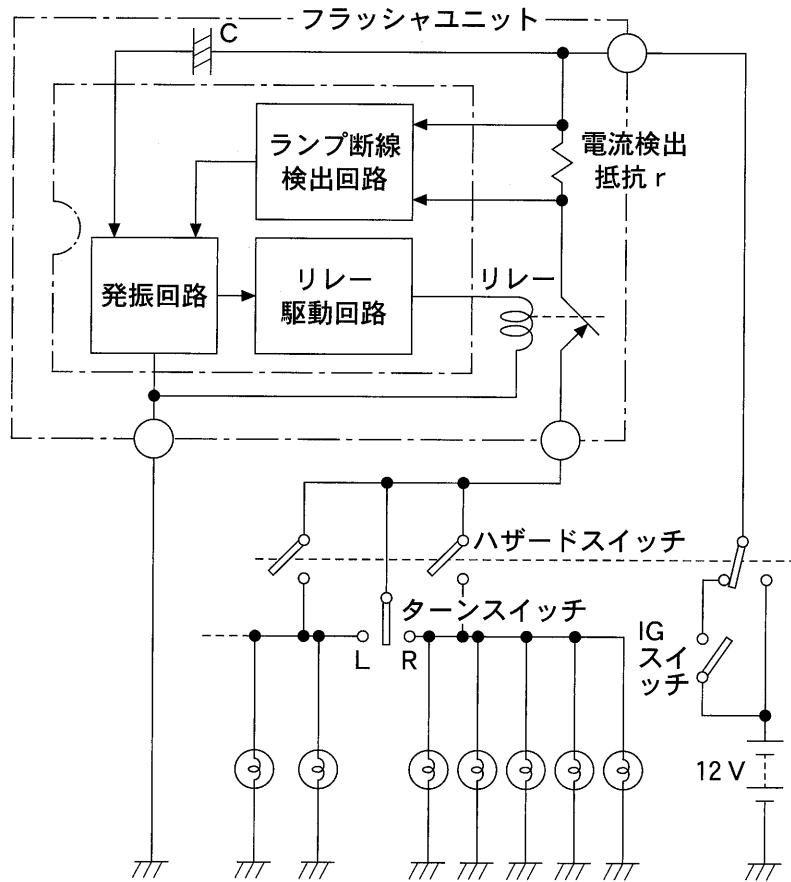 フラッシャユニット
C
ランプ断線
検出回路
電流検出
抵抗 r
発振回路
リレー
駆動回路
リレー
ハザードスイッチ
ターンスイッチ
L
R
IG
スイ
ッチ
12 V